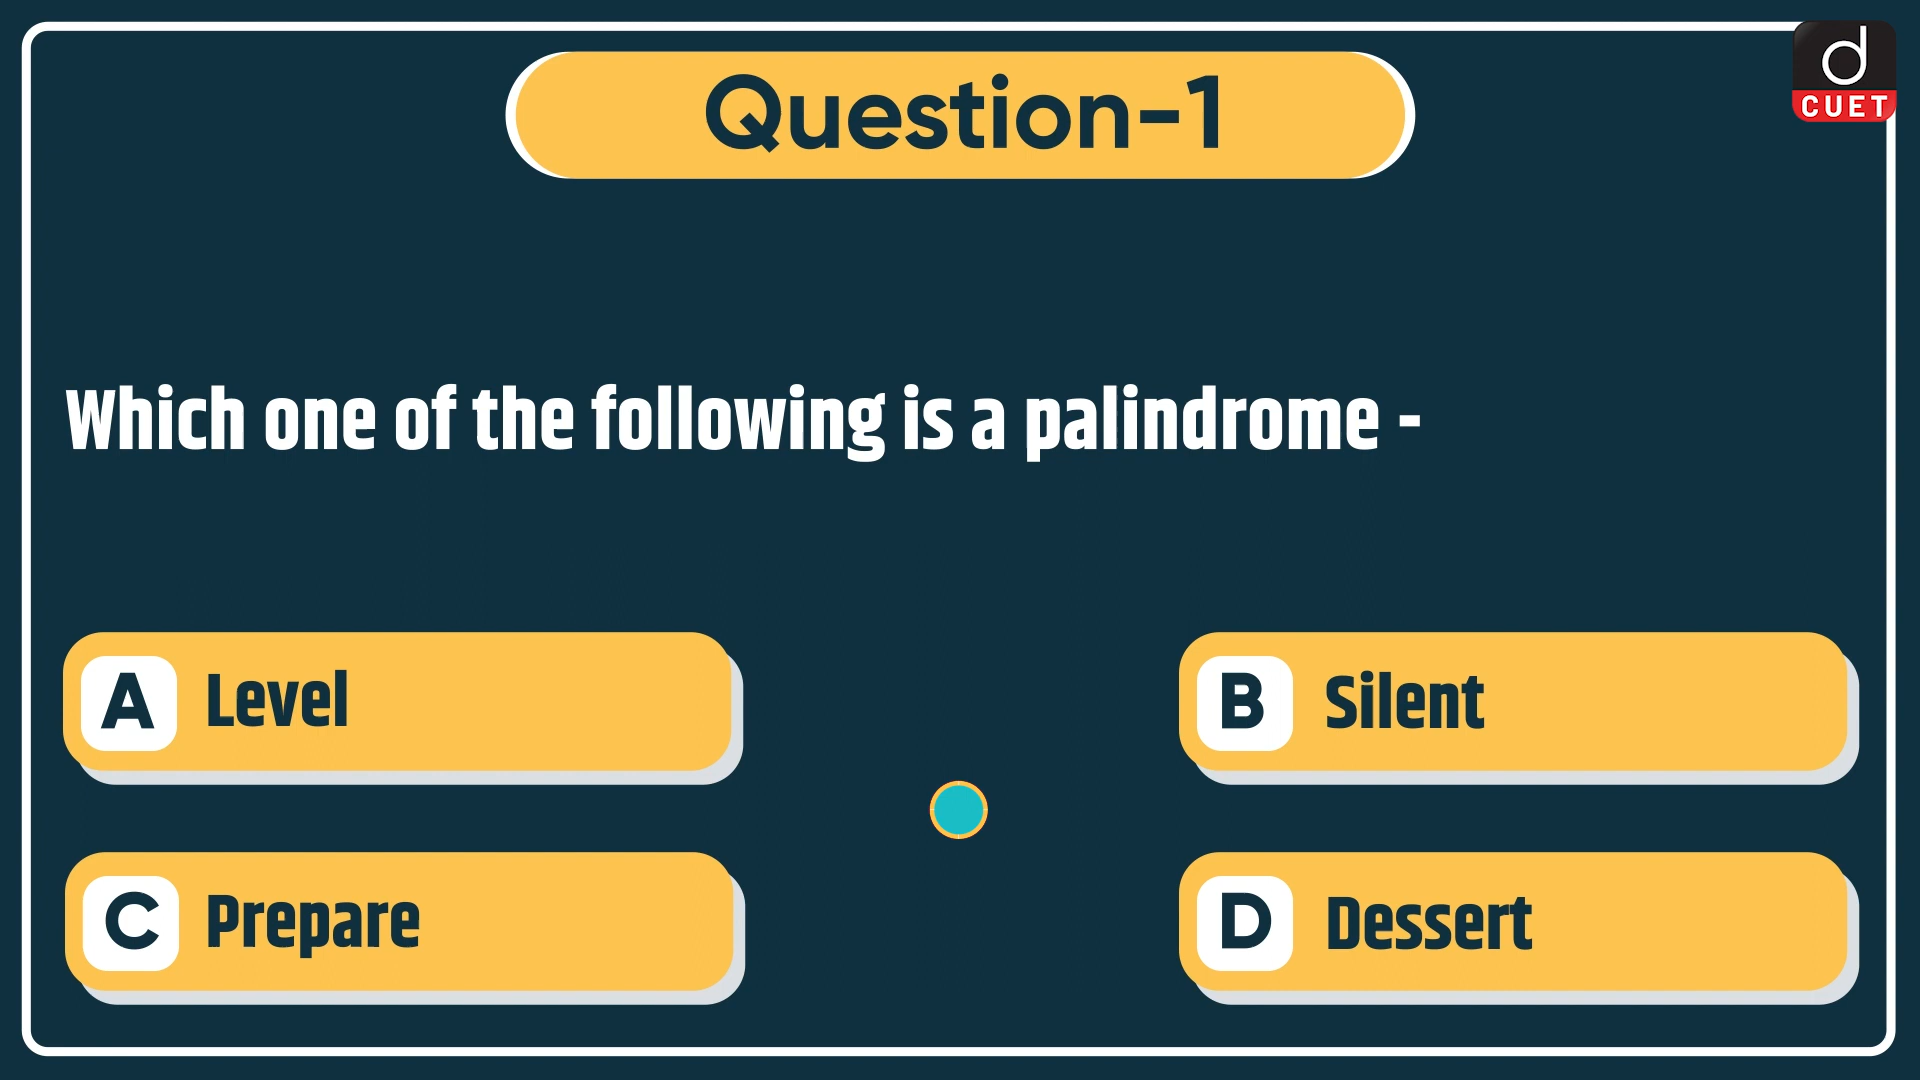 d
CUET
Question-1
Which one of the following is a palindrome -
A Level
B Silent
C Prepare
D Dessert